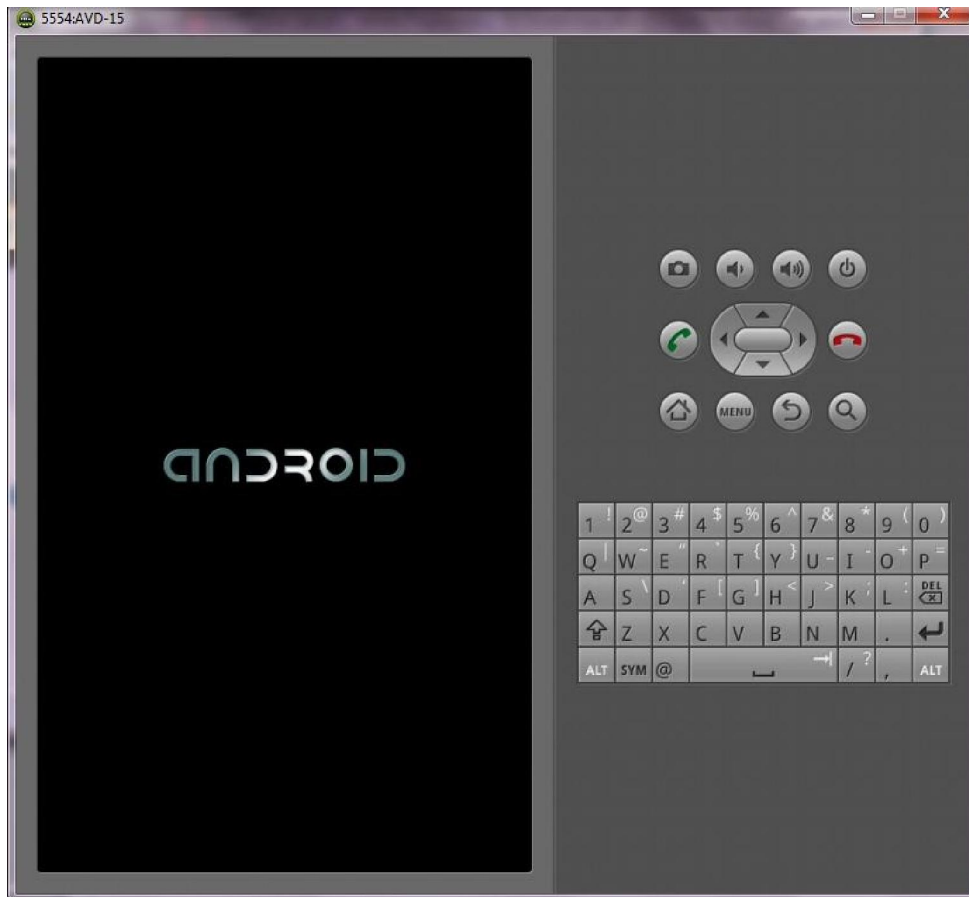 5554:AVD-15
ANDROID
MENU
1 ! 2 @ 3 # 4 $ 5 % 6 ^ 7 & 8 * 9 ( 0 )
Q | W ~ E " R ` T { Y } U - I - O + P =
A S \ D ' F [ G ] H < J > K ; L : DEL
Z X C V B N M .
ALT SYM @ / ? , ALT